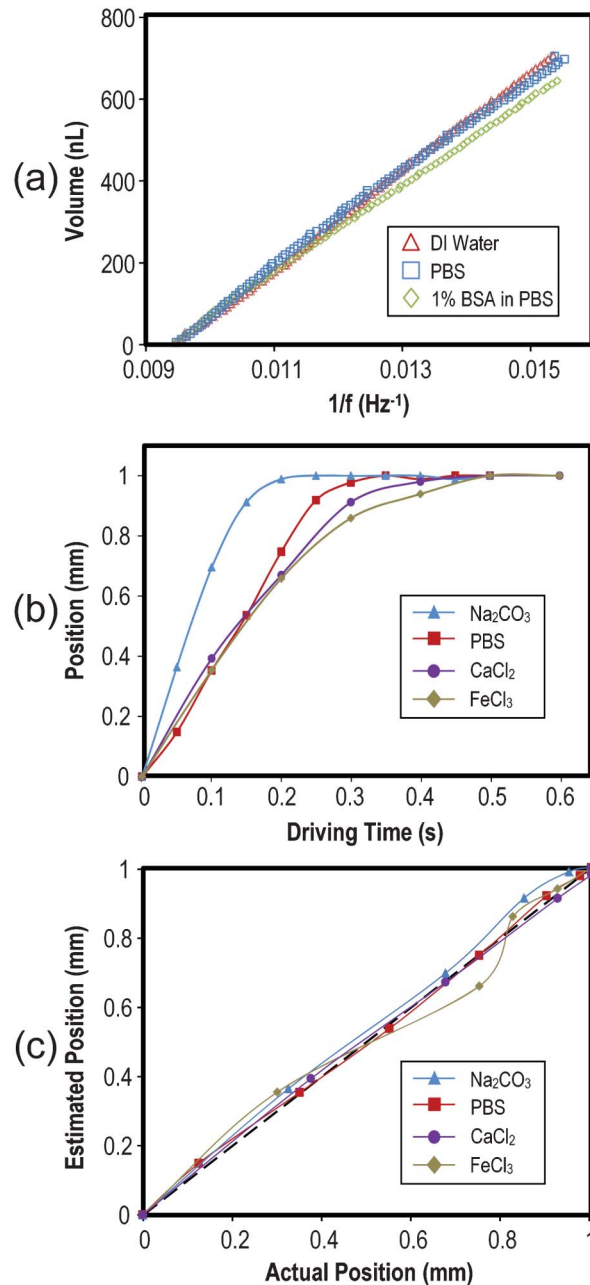 (a)
Volume (nL)
800
600
400
200
0
0.009 0.011 0.013 0.015
1/f (Hz⁻¹)
DI Water
PBS
1% BSA in PBS
(b)
Position (mm)
1
0.8
0.6
0.4
0.2
0
0 0.1 0.2 0.3 0.4 0.5 0.6
Driving Time (s)
Na₂CO₃
PBS
CaCl₂
FeCl₃
(c)
Estimated Position (mm)
1
0.8
0.6
0.4
0.2
0
0 0.2 0.4 0.6 0.8 1
Actual Position (mm)
Na₂CO₃
PBS
CaCl₂
FeCl₃